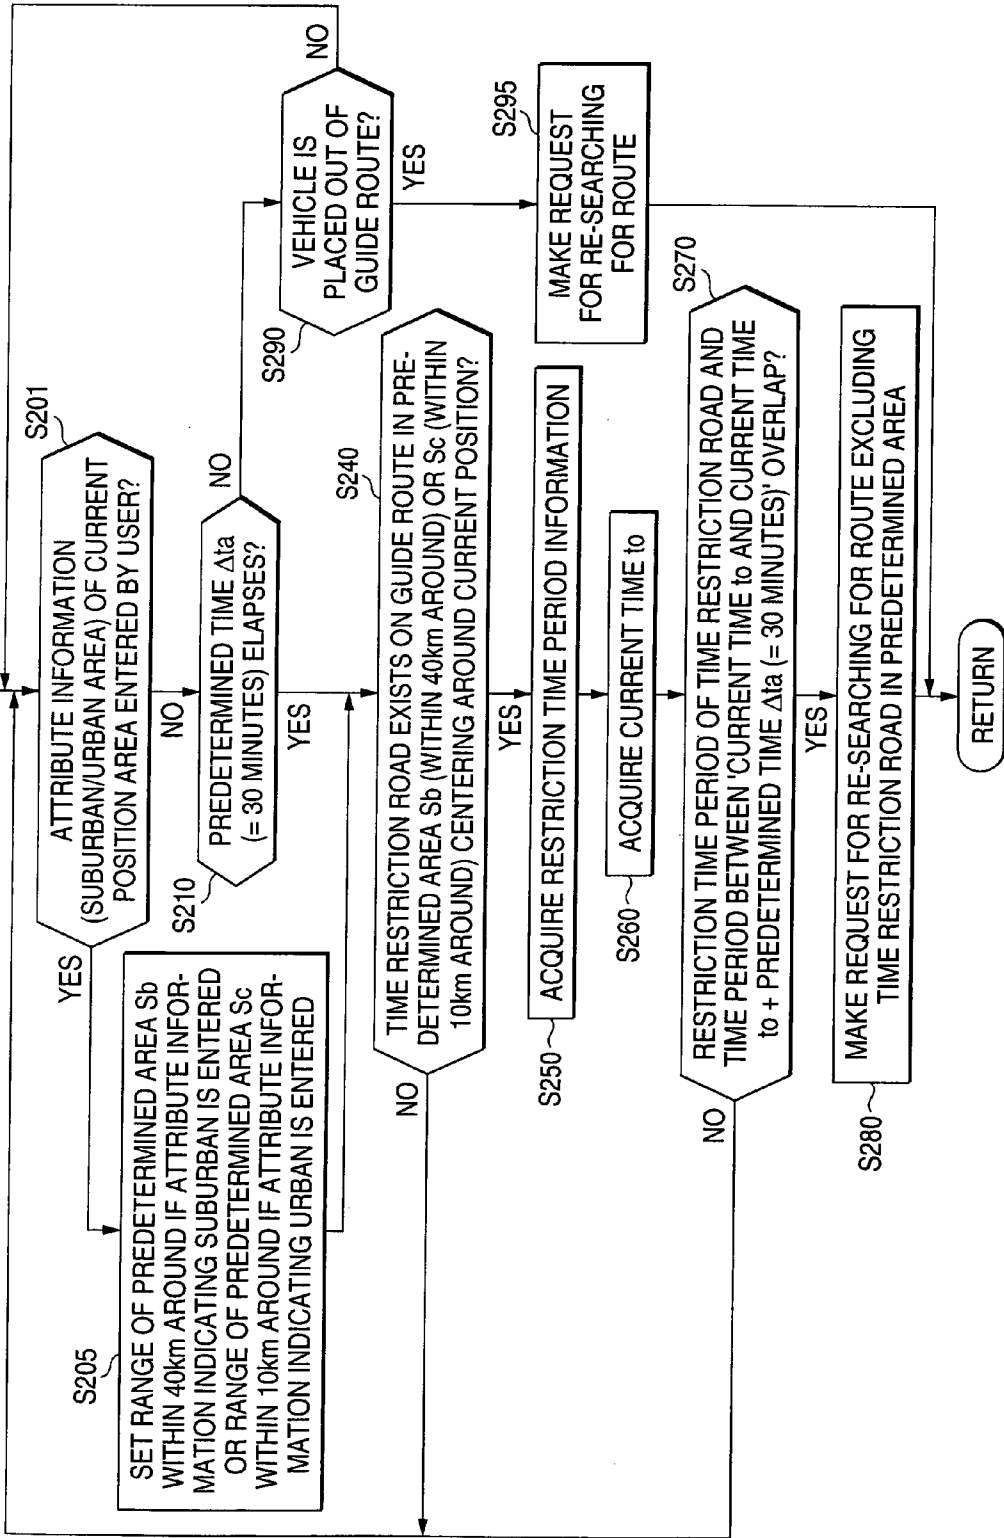 S201
ATTRIBUTE INFORMATION
(SUBURBAN/URBAN AREA) OF CURRENT
POSITION AREA ENTERED BY USER?
YES
NO
S205
SET RANGE OF PREDETERMINED AREA Sb
WITHIN 40km AROUND IF ATTRIBUTE INFOR-
MATION INDICATING SUBURBAN IS ENTERED
OR RANGE OF PREDETERMINED AREA Sc
WITHIN 10km AROUND IF ATTRIBUTE INFOR-
MATION INDICATING URBAN IS ENTERED
S210
PREDETERMINED TIME Δta
(= 30 MINUTES) ELAPSES?
NO
YES
S290
VEHICLE IS
PLACED OUT OF
GUIDE ROUTE?
NO
YES
S295
MAKE REQUEST
FOR RE-SEARCHING
FOR ROUTE
S240
TIME RESTRICTION ROAD EXISTS ON GUIDE ROUTE IN PRE-
DETERMINED AREA Sb (WITHIN 40km AROUND) OR Sc (WITHIN
10km AROUND) CENTERING AROUND CURRENT POSITION?
NO
YES
S250
ACQUIRE RESTRICTION TIME PERIOD INFORMATION
S260
ACQUIRE CURRENT TIME to
S270
RESTRICTION TIME PERIOD OF TIME RESTRICTION ROAD AND
TIME PERIOD BETWEEN 'CURRENT TIME to AND CURRENT TIME
to + PREDETERMINED TIME Δta (= 30 MINUTES)' OVERLAP?
NO
YES
S280
MAKE REQUEST FOR RE-SEARCHING FOR ROUTE EXCLUDING
TIME RESTRICTION ROAD IN PREDETERMINED AREA
RETURN